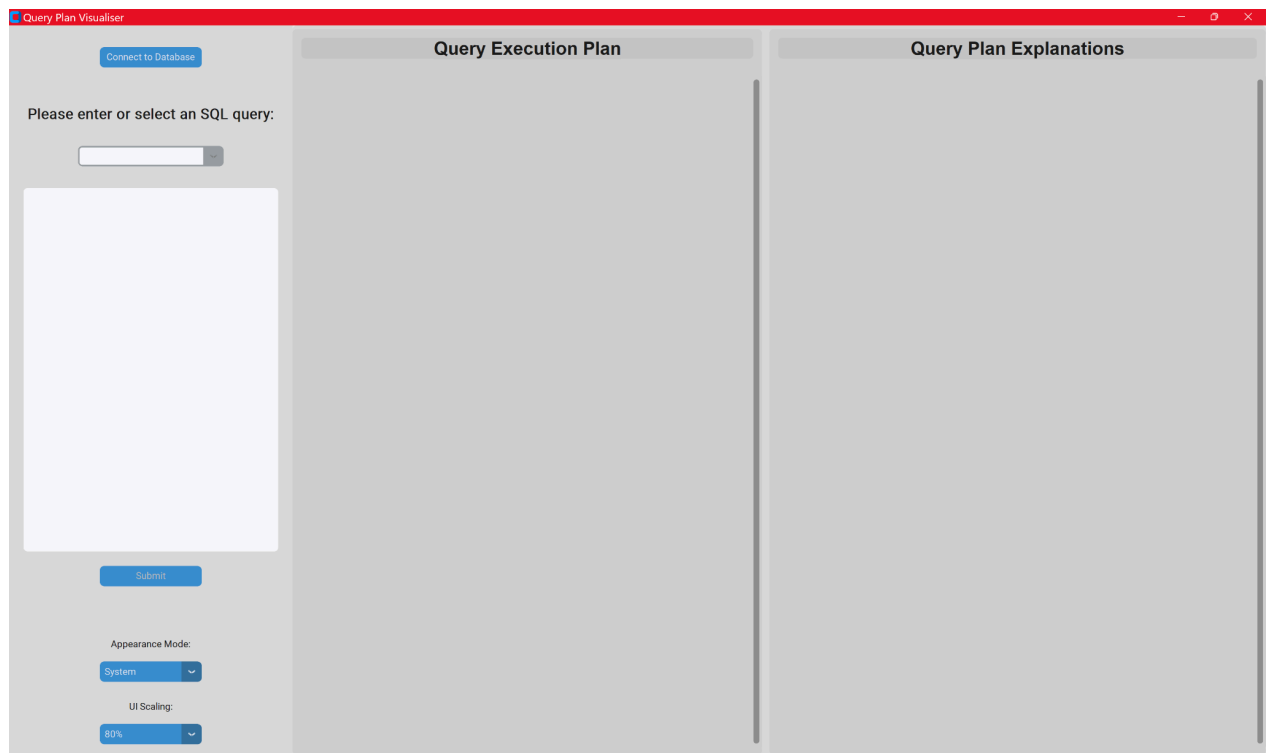 Query Plan Visualiser
Connect to Database
Please enter or select an SQL query:
Submit
Appearance Mode:
System
UI Scaling:
80%
Query Execution Plan
Query Plan Explanations